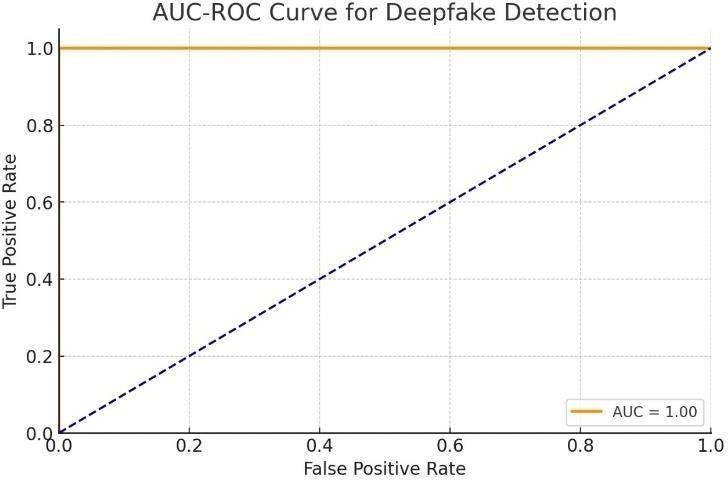 AUC-ROC Curve for Deepfake Detection
True Positive Rate
1.0
0.8
0.6
0.4
0.2
0.0
0.0 0.2 0.4 0.6 0.8 1.0
False Positive Rate
AUC = 1.00